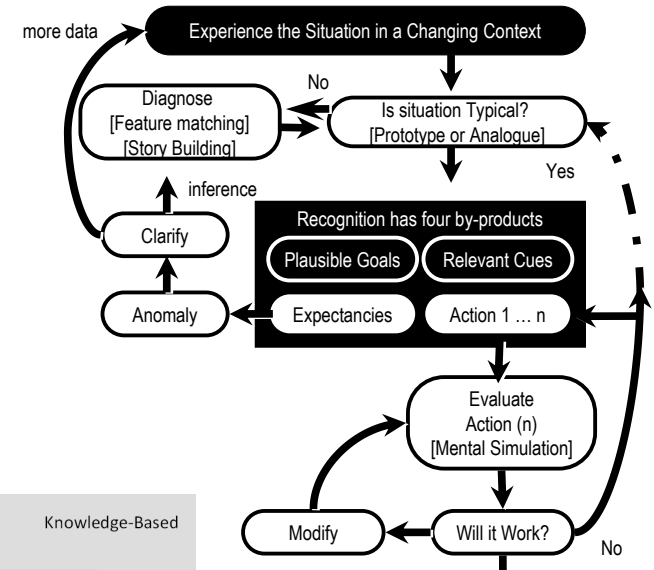 more data
Experience the Situation in a Changing Context
No
Diagnose
[Feature matching]
[Story Building]
Is situation Typical?
[Prototype or Analogue]
Yes
inference
Recognition has four by-products
Clarify
Plausible Goals
Relevant Cues
Anomaly
Expectancies
Action 1 … n
Evaluate
Action (n)
[Mental Simulation]
Knowledge-Based
Modify
Will it Work?
No